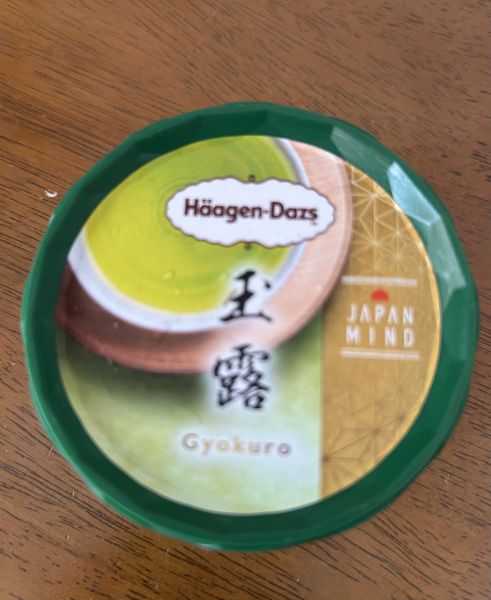 Häagen-Dazs
玉露
Gyokuro
JAPAN
MIND